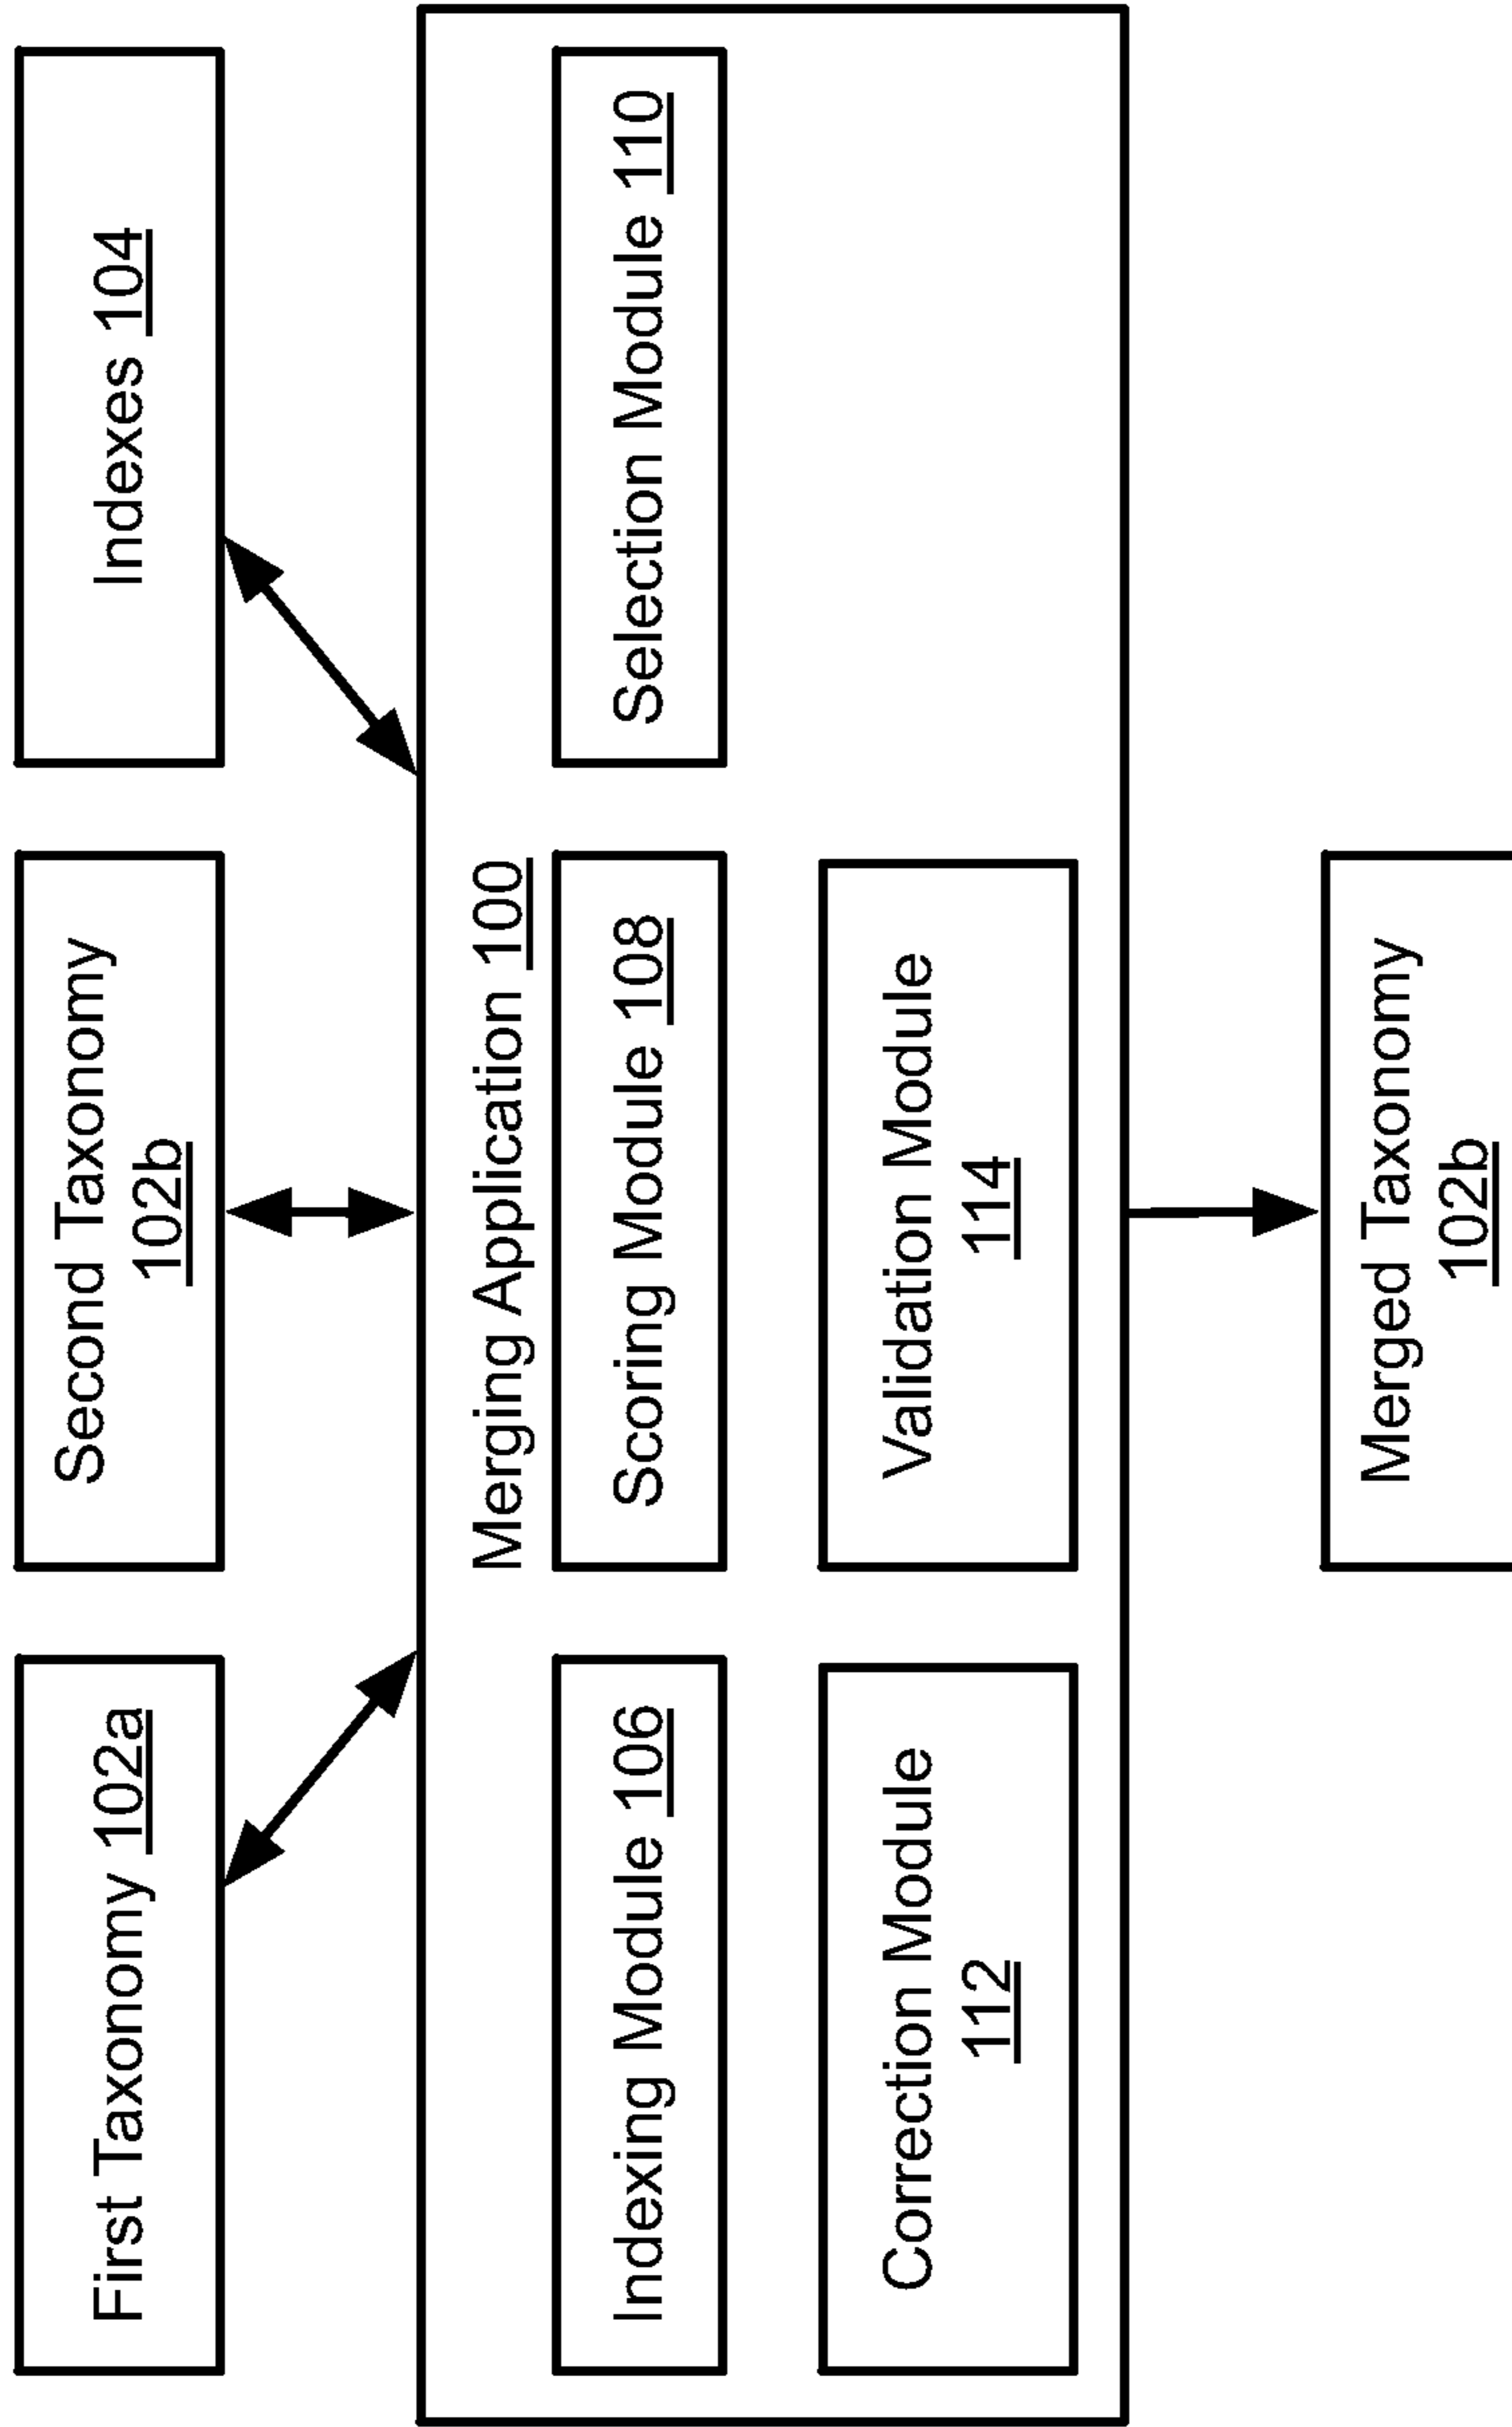 First Taxonomy 102a
Second Taxonomy
102b
Indexes 104
Merging Application 100
Indexing Module 106
Scoring Module 108
Selection Module 110
Correction Module
112
Validation Module
114
Merged Taxonomy
102b